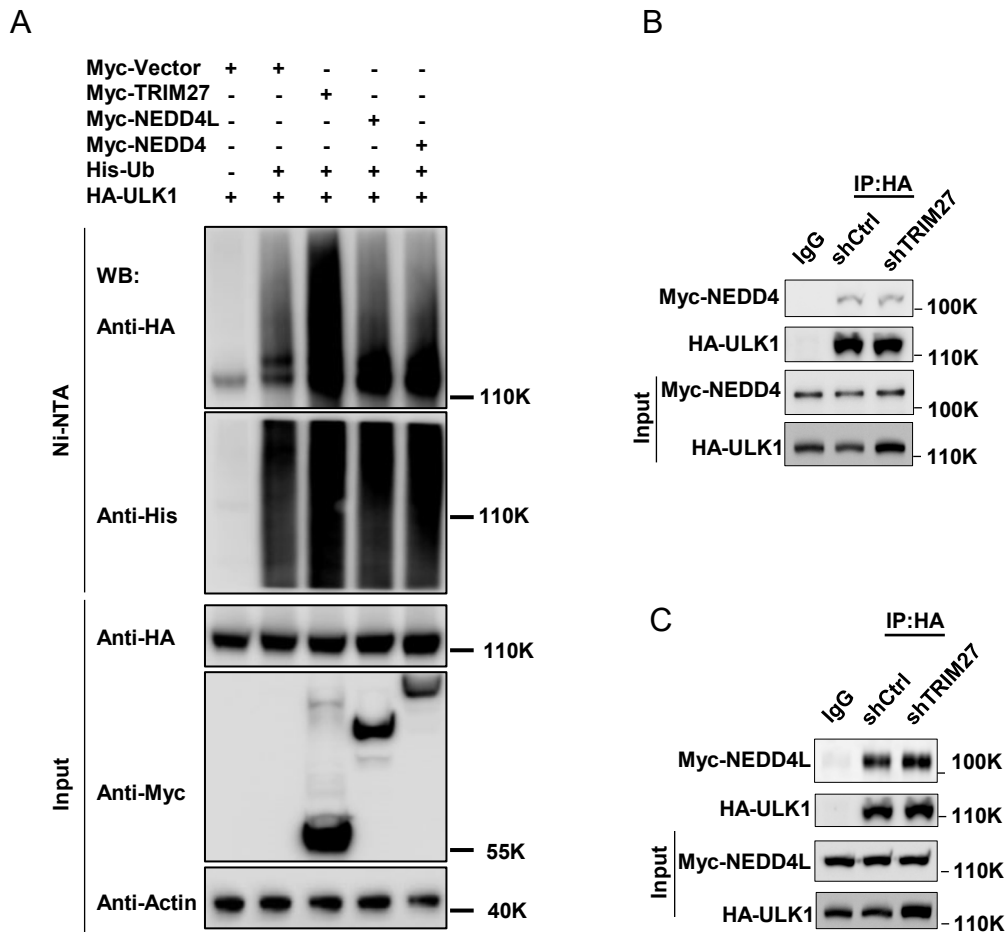 A
Myc-Vector + + - - -
Myc-TRIM27 - - + - -
Myc-NEDD4L - - - + -
Myc-NEDD4 - - - - +
His-Ub - + + + +
HA-ULK1 + + + + +
Ni-NTA
WB:
Anti-HA
110K
Anti-His
110K
Input
Anti-HA
110K
Anti-Myc
55K
Anti-Actin
40K
B
IP:HA
IgG shCtrl shTRIM27
Myc-NEDD4 100K
HA-ULK1 110K
Input
Myc-NEDD4 100K
HA-ULK1 110K
C
IP:HA
IgG shCtrl shTRIM27
Myc-NEDD4L 100K
HA-ULK1 110K
Input
Myc-NEDD4L 110K
HA-ULK1 110K